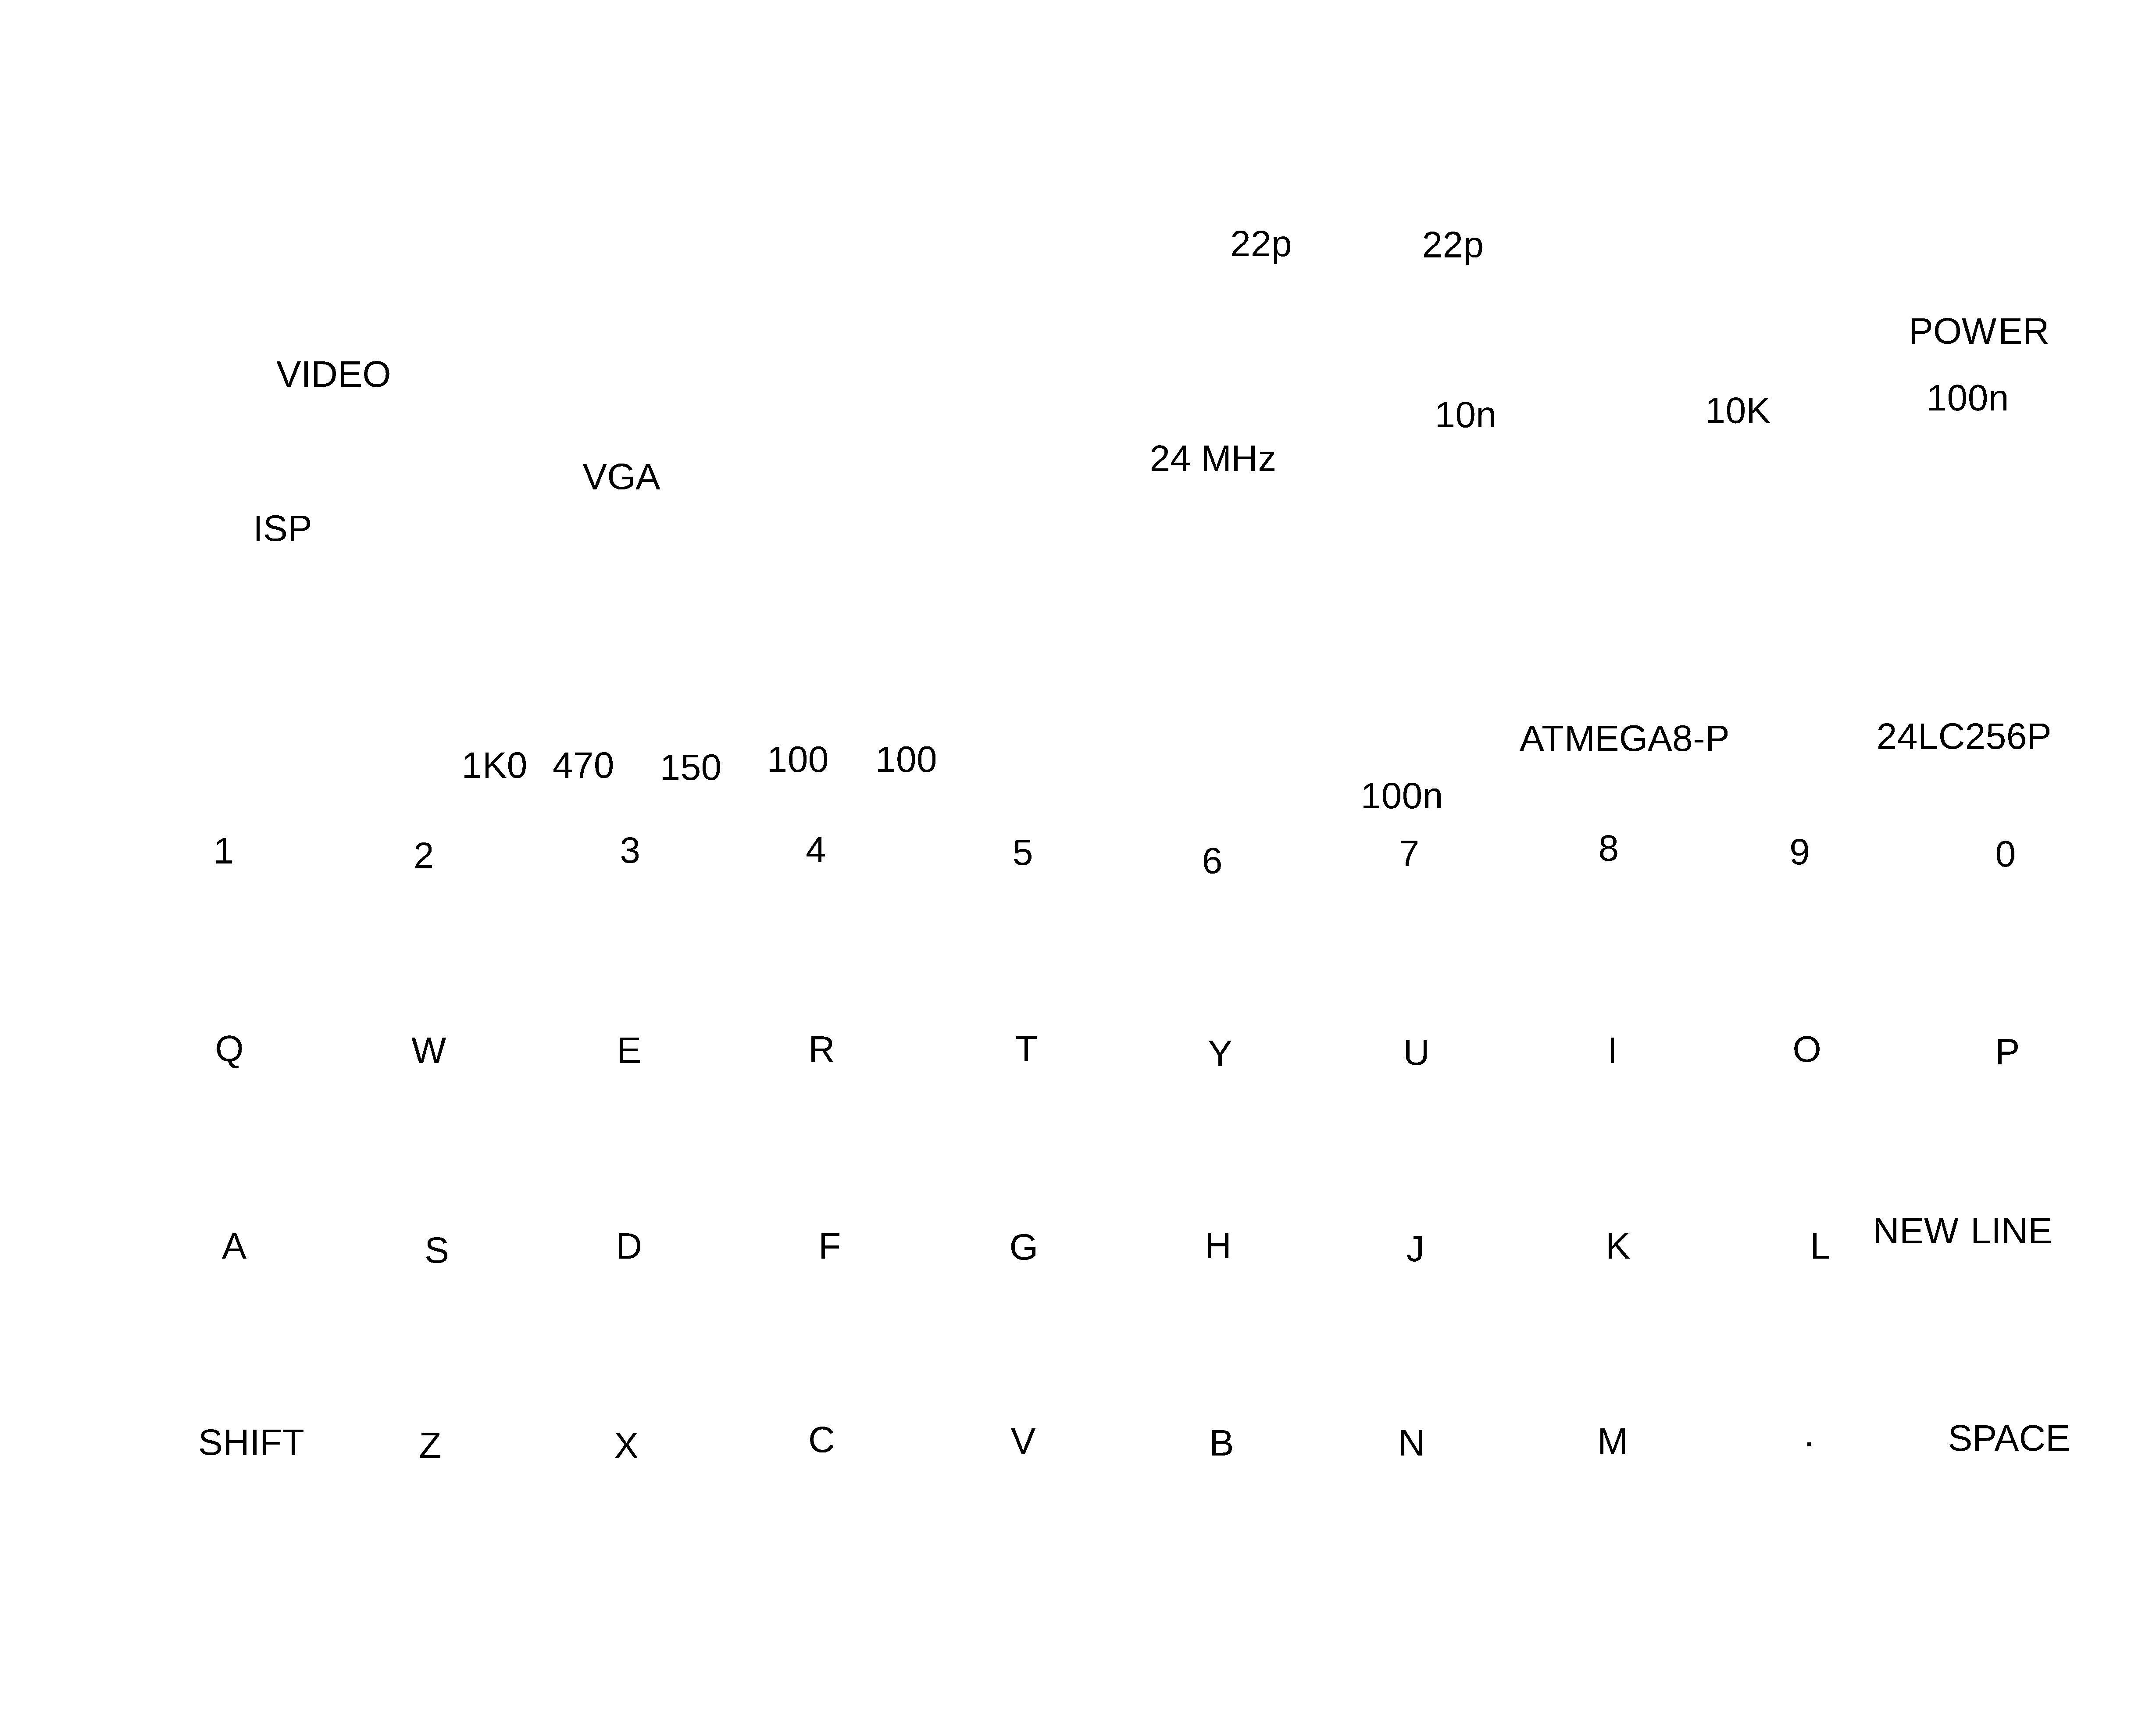 22p 22p
POWER
VIDEO
100n
10n 10K
24 MHz
VGA
ISP
ATMEGA8-P 24LC256P
1K0 470 150 100 100
100n
1 2 3 4 5 6 7 8 9 0
Q W E R T Y U I O P
A S D F G H J K L NEW LINE
SHIFT Z X C V B N M . SPACE